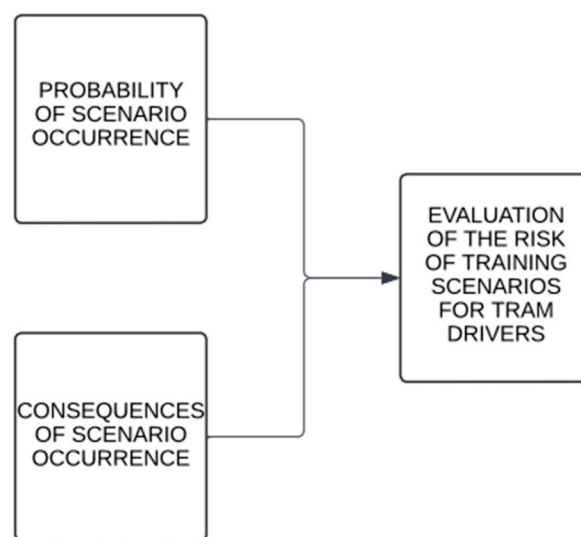 PROBABILITY
OF SCENARIO
OCCURRENCE
EVALUATION
OF THE RISK
OF TRAINING
SCENARIOS
FOR TRAM
DRIVERS
CONSEQUENCES
OF SCENARIO
OCCURRENCE